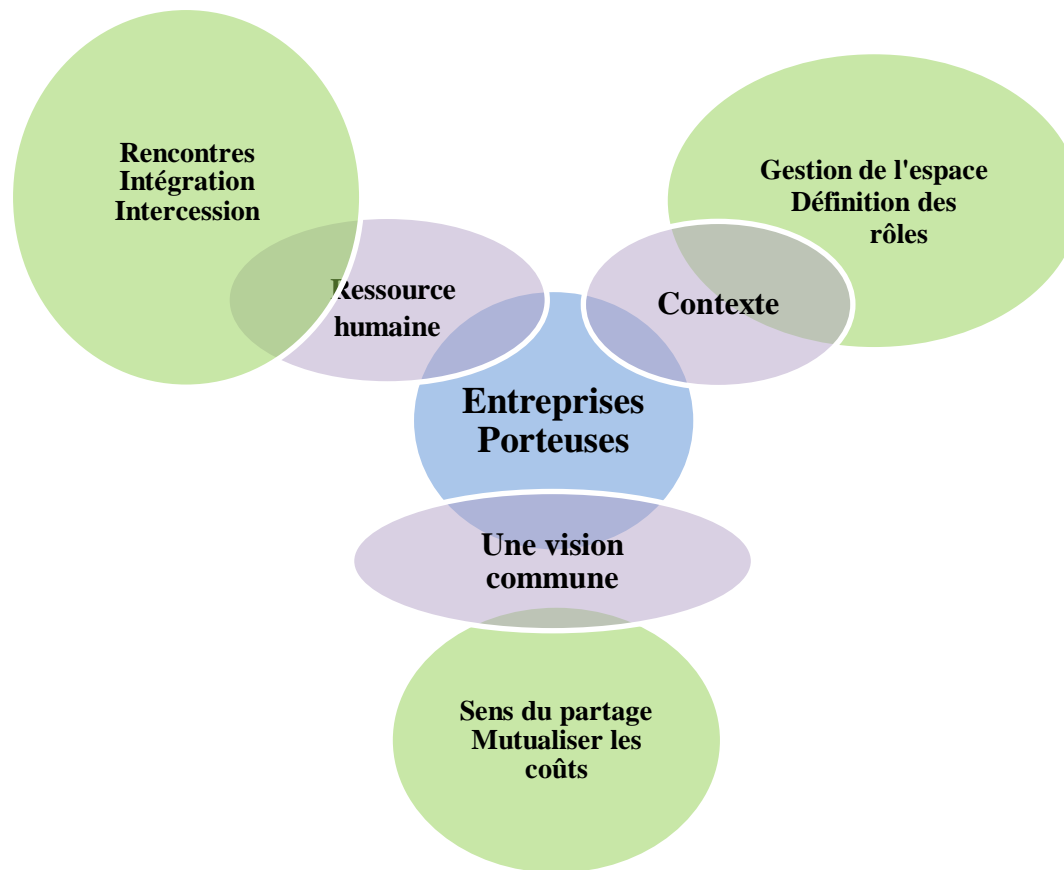 Rencontres
Intégration
Intercession
Gestion de l'espace
Définition des
rôles
Ressource
humaine
Contexte
Entreprises
Porteuses
Une vision
commune
Sens du partage
Mutualiser les
coûts